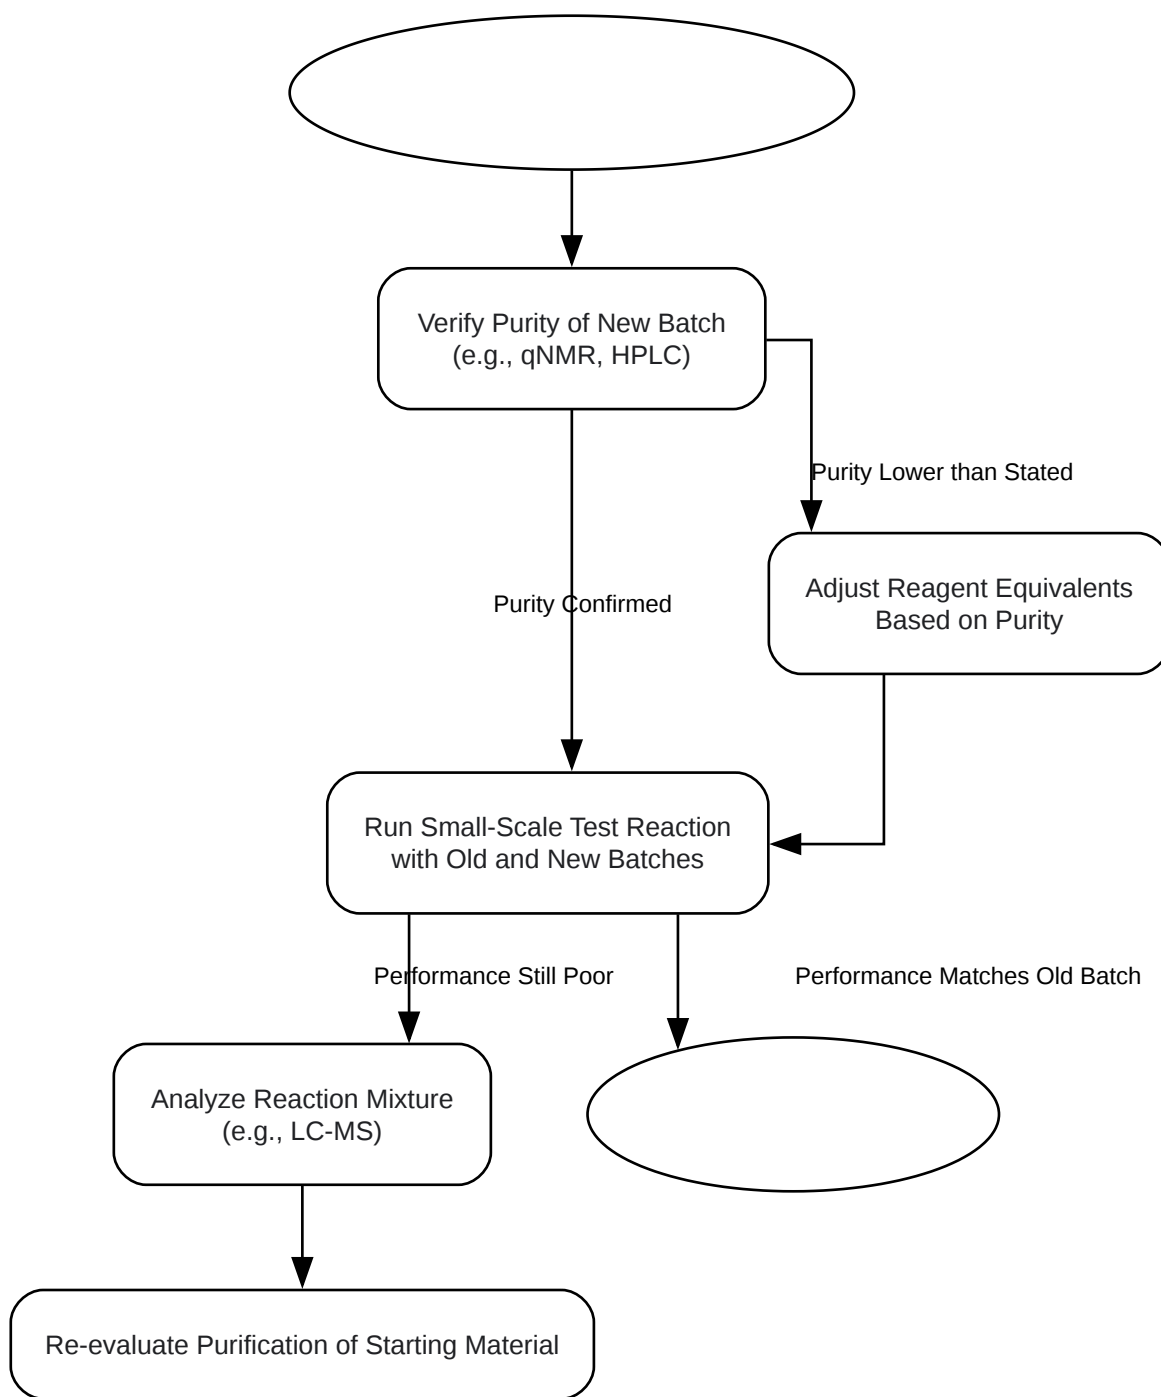 Verify Purity of New Batch
(e.g., qNMR, HPLC)
Purity Lower than Stated
Adjust Reagent Equivalents
Based on Purity
Purity Confirmed
Run Small-Scale Test Reaction
with Old and New Batches
Performance Still Poor
Performance Matches Old Batch
Analyze Reaction Mixture
(e.g., LC-MS)
Re-evaluate Purification of Starting Material